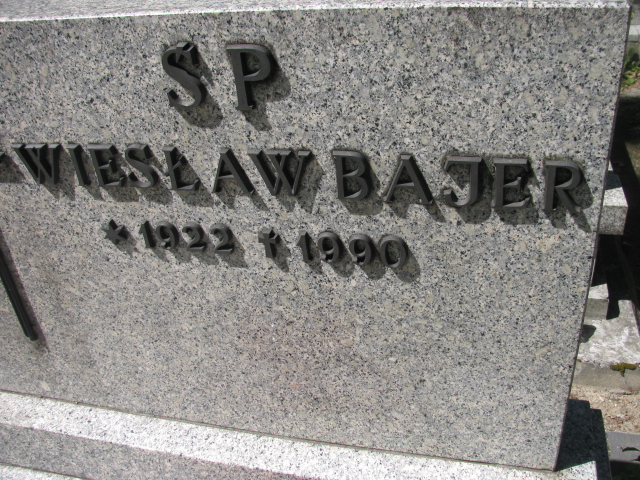 ŚP
WIESŁAW BAJER
* 1922 † 1990